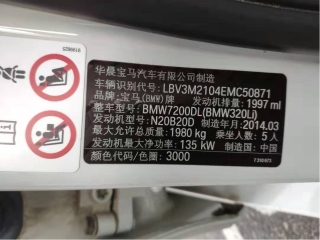 华晨宝马汽车有限公司制造
车辆识别代号: LBV3M2104EMC50871
品牌: 宝马(BMW)牌 发动机排量: 1997 ml
整车型号: BMW7200DL(BMW320Li)
发动机型号: N20B20D 制造年月: 2014.03
最大允许总质量: 1980 kg 乘坐人数: 5人
发动机最大净功率: 135 kW 制造国: 中国
颜色代码: 3000